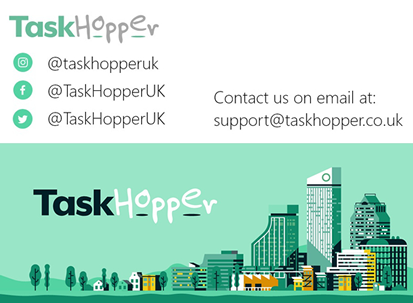 TaskHopper
@taskhopperuk
@TaskHopperUK
@TaskHopperUK
Contact us on email at:
support@taskhopper.co.uk
TaskHopper